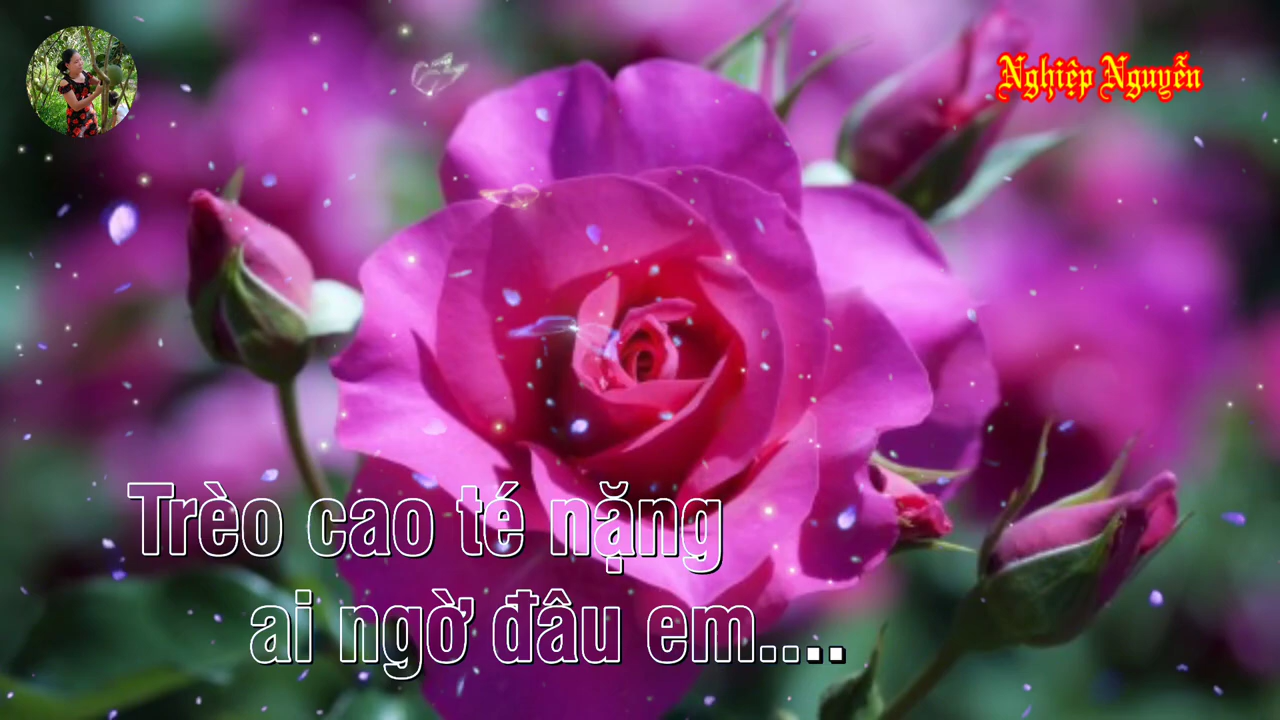 Nghiệp Nguyễn
Trèo cao té nặng
ai ngờ đâu em....